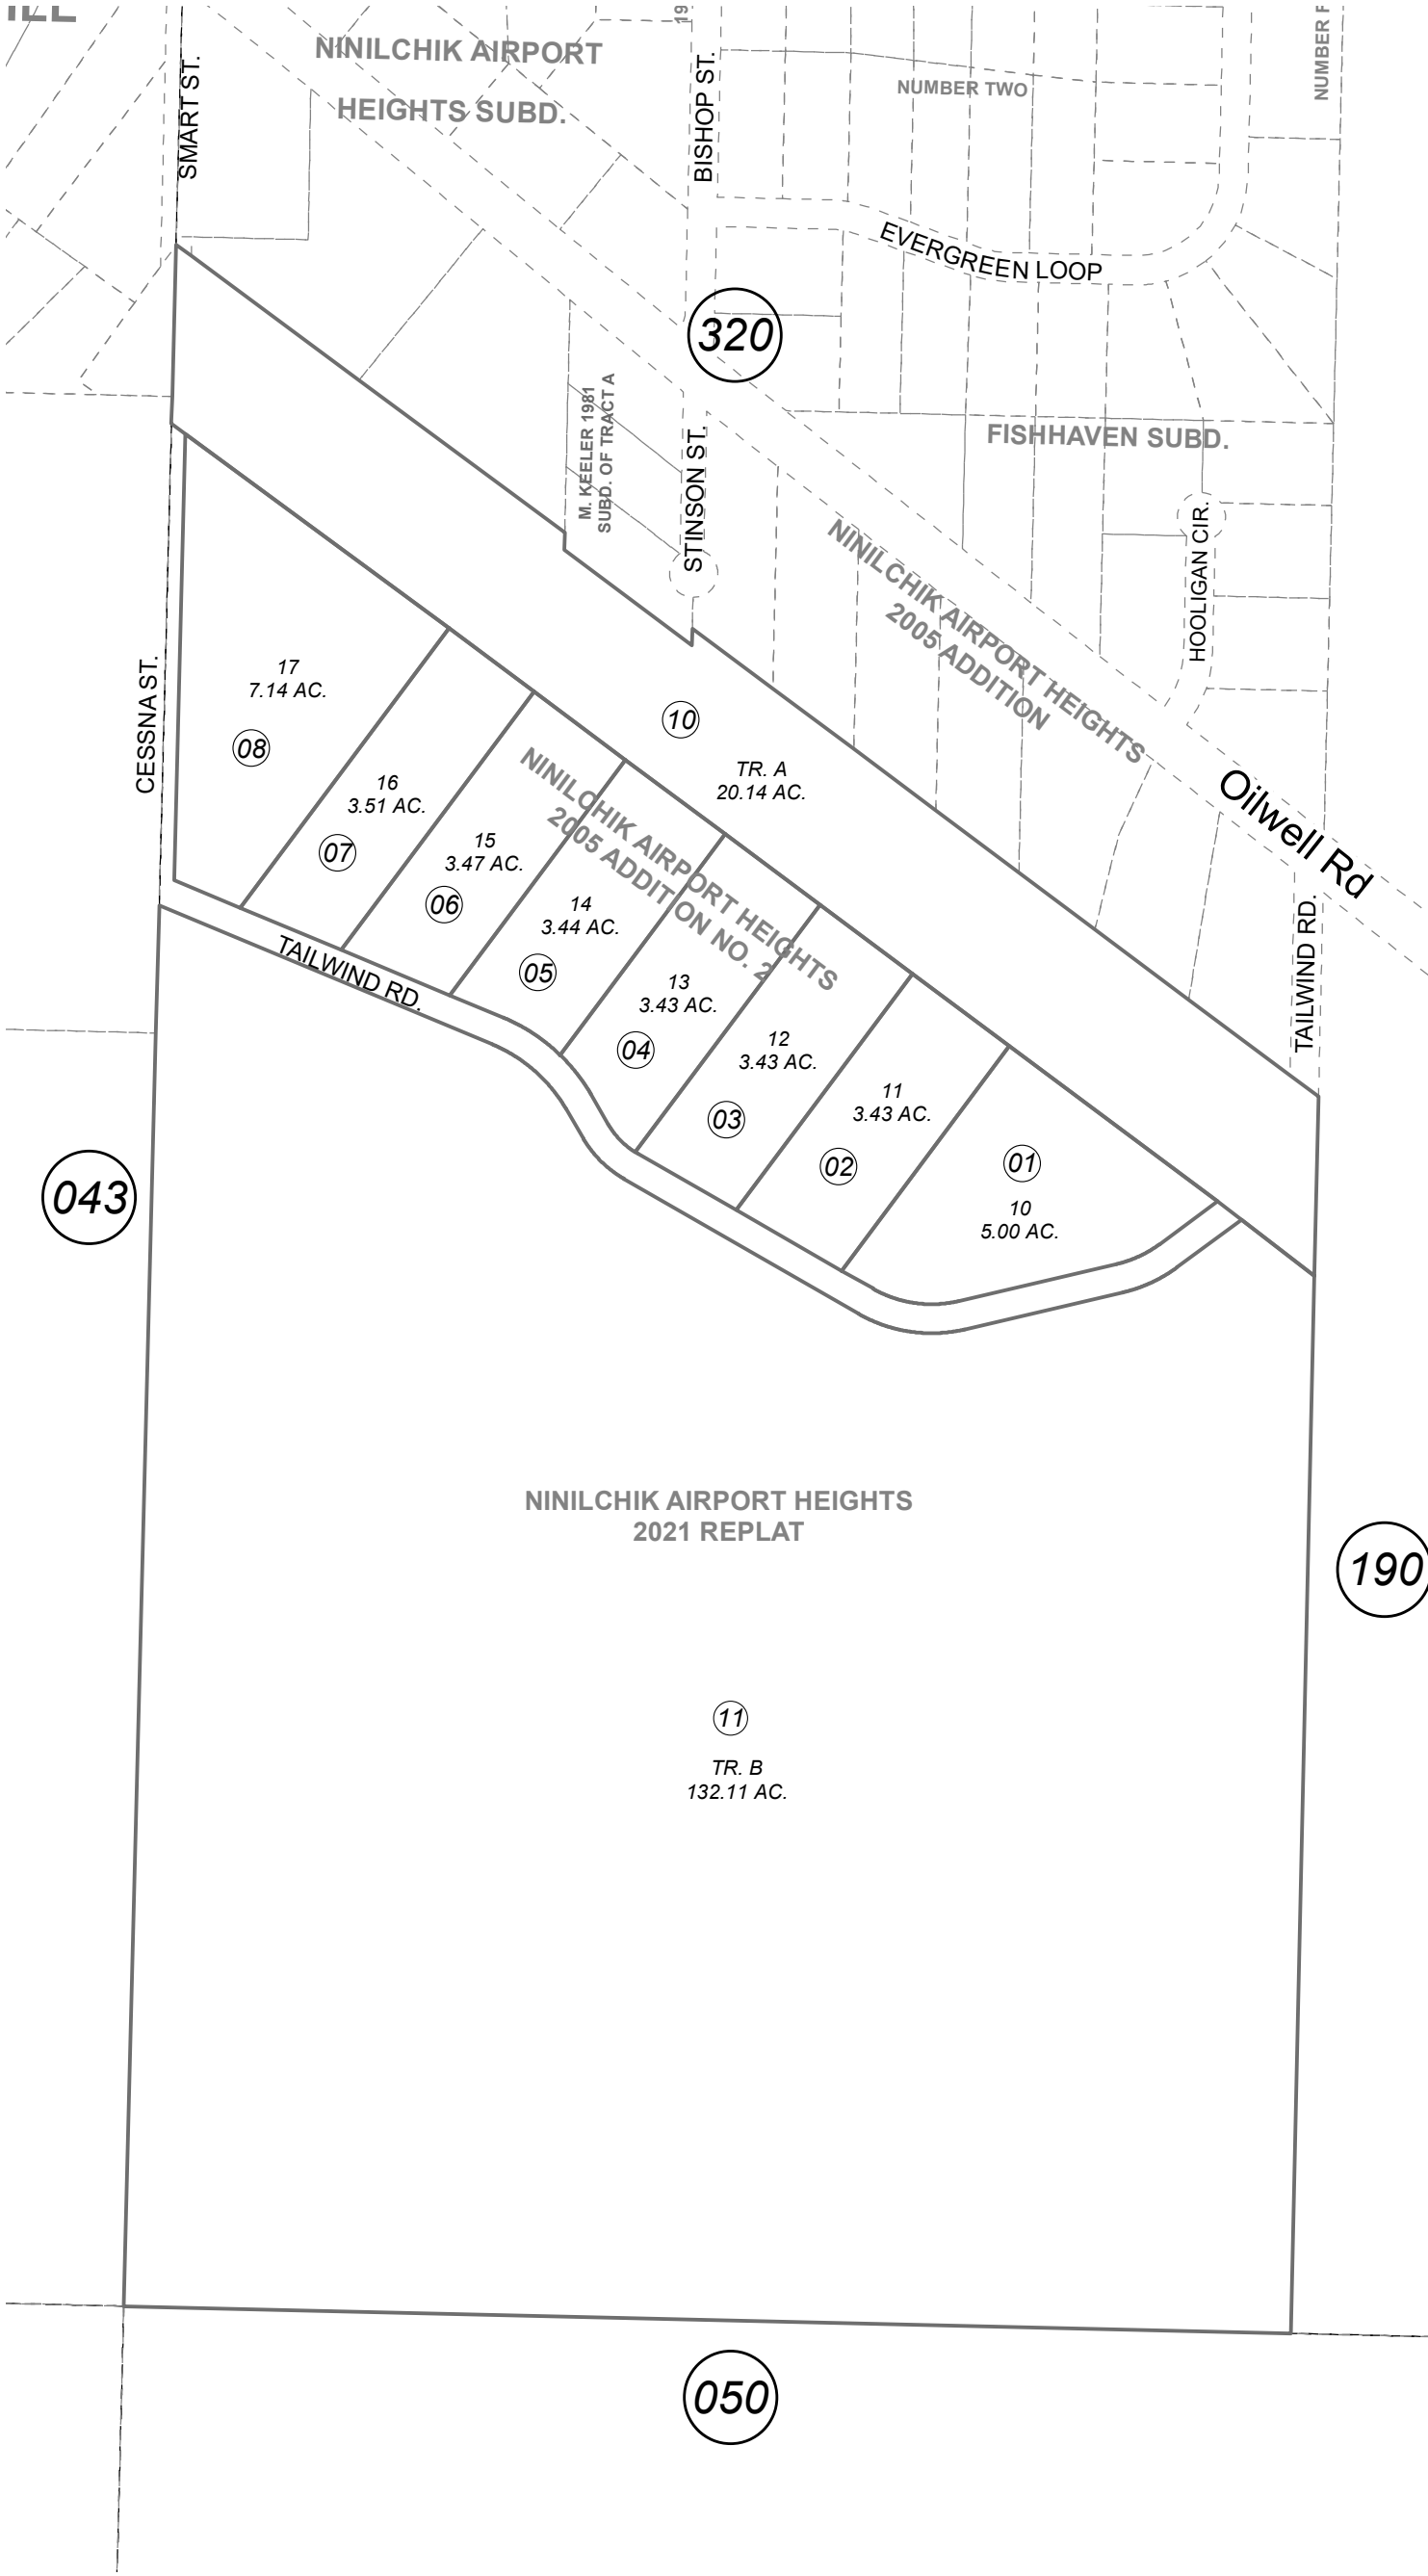 NINILCHIK AIRPORT
HEIGHTS SUBD.
SMART ST.
BISHOP ST.
19
NUMBER TWO
NUMBER
EVERGREEN LOOP
320
M. KEELER 1981
SUBD. OF TRACT A
STINSON ST.
FISHHAVEN SUBD.
HOOLIGAN CIR.
NINILCHIK AIRPORT HEIGHTS
2005 ADDITION
Oilwell Rd
TAILWIND RD.
CESSNA ST.
17
7.14 AC.
08
16
3.51 AC.
07
15
3.47 AC.
06
14
3.44 AC.
05
13
3.43 AC.
04
12
3.43 AC.
03
11
3.43 AC.
02
01
10
5.00 AC.
10
TR. A
20.14 AC.
NINILCHIK AIRPORT HEIGHTS
2005 ADDITION NO. 2
TAILWIND RD.
043
NINILCHIK AIRPORT HEIGHTS
2021 REPLAT
190
11
TR. B
132.11 AC.
050